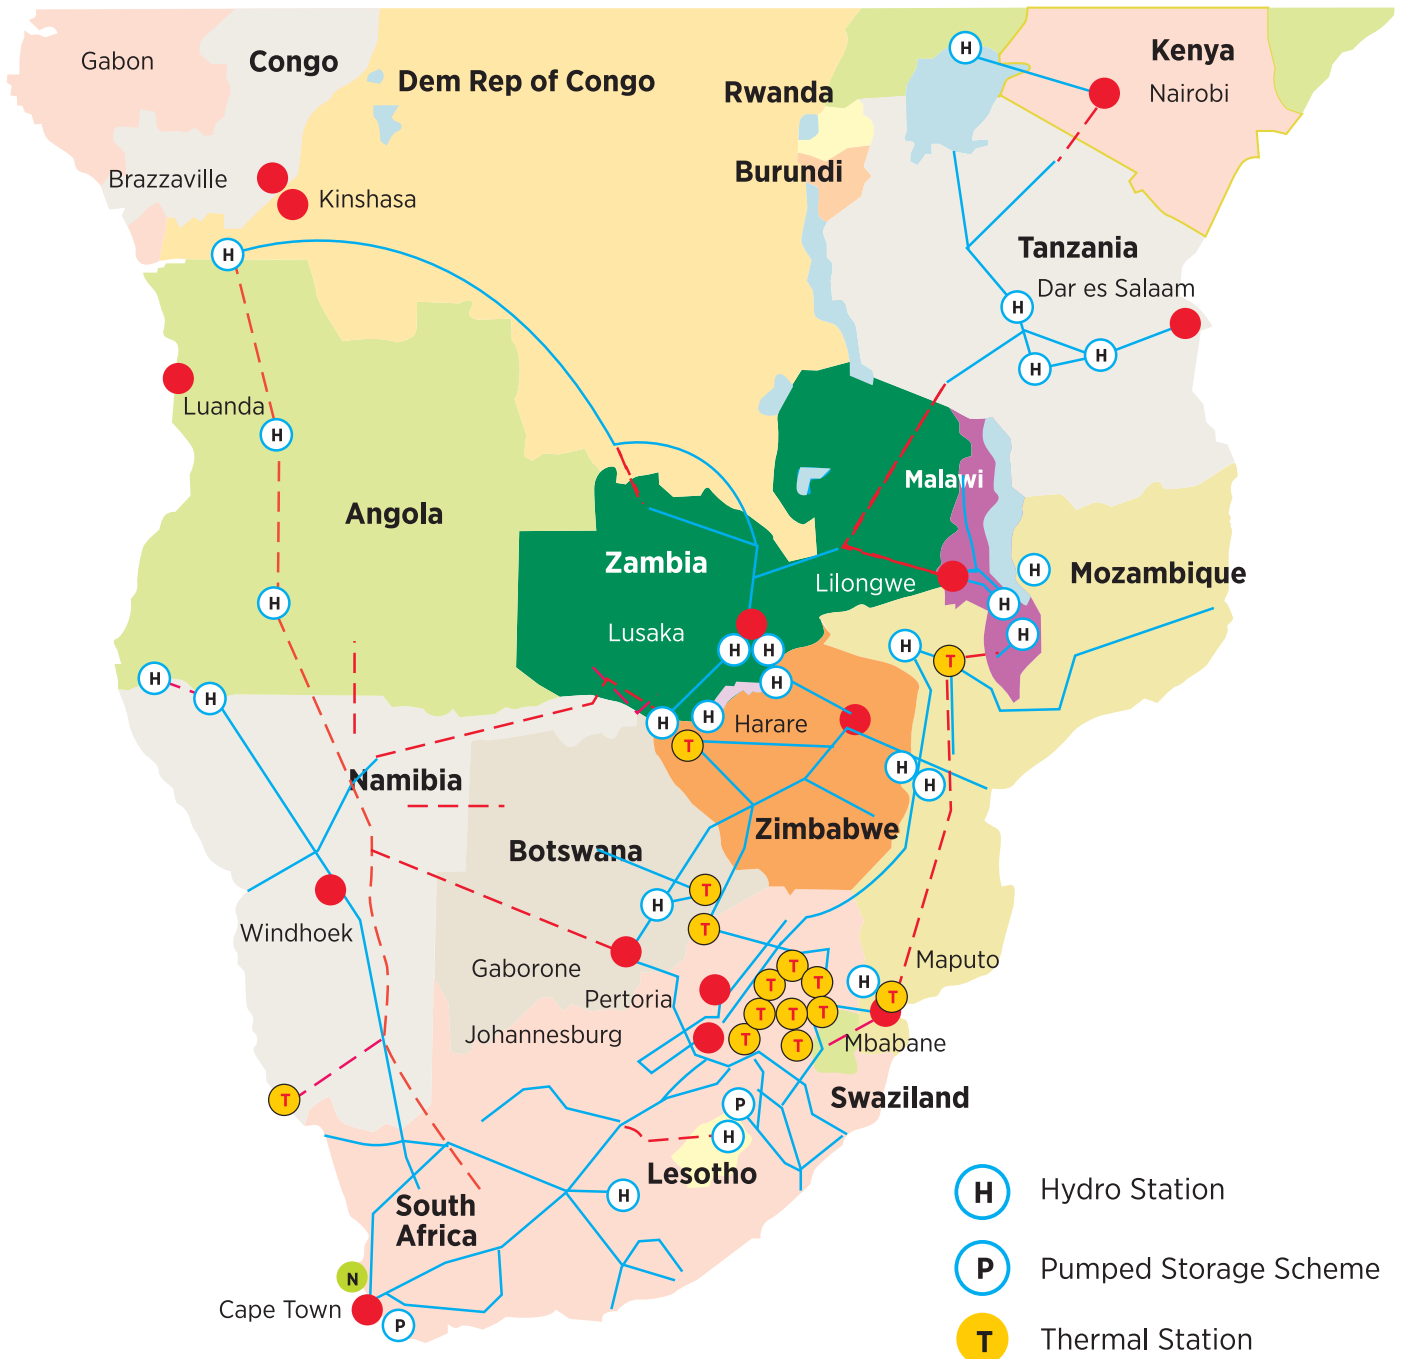 Gabon
Congo
Dem Rep of Congo
Kenya
Nairobi
H
Rwanda
Burundi
Brazzaville
Kinshasa
H
Tanzania
Dar es Salaam
H
H
H
Luanda
H
Angola
Malawi
Zambia
Lilongwe
H
Mozambique
H
H
H
Lusaka
H
H
H
T
H
H
H
H
H
Harare
T
H
H
Namibia
Zimbabwe
Botswana
T
H
T
Windhoek
Gaborone
Maputo
Pertoria
Johannesburg
T
T
T
T
T
T
T
T
H
T
Mbabane
Swaziland
T
P
H
Lesotho
H
South
Africa
N
Cape Town
P
H Hydro Station
P Pumped Storage Scheme
T Thermal Station